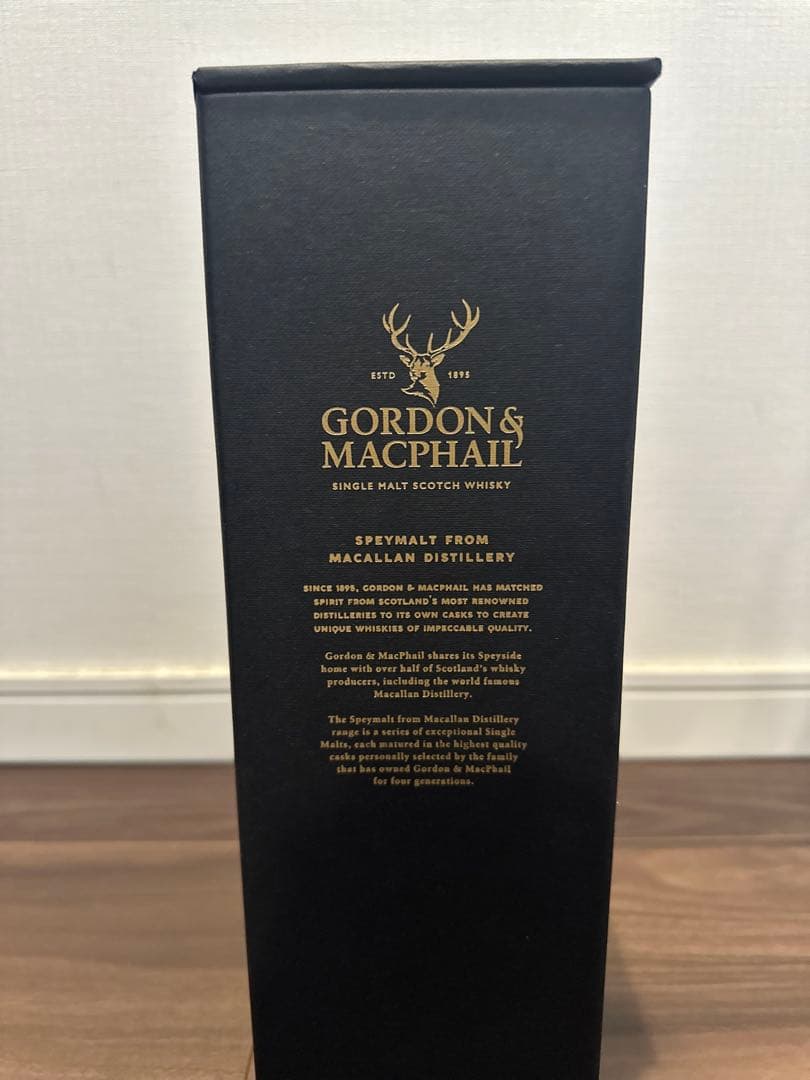 ESTD 1895
GORDON &
MACPHAIL
SINGLE MALT SCOTCH WHISKY
SPEYMALT FROM
MACALLAN DISTILLERY
SINCE 1895, GORDON & MACPHAIL HAS MATCHED
SPIRIT FROM SCOTLAND'S MOST RENOWNED
DISTILLERIES TO ITS OWN CASKS TO CREATE
UNIQUE WHISKIES OF IMPECCABLE QUALITY.
Gordon & MacPhail shares its Speyside
home with over half of Scotland's whisky
producers, including the world famous
Macallan Distillery.
The Speymalt from Macallan Distillery
range is a series of exceptional Single
Malts, each matured in the highest quality
casks personally selected by the family
that has owned Gordon & MacPhail
for four generations.